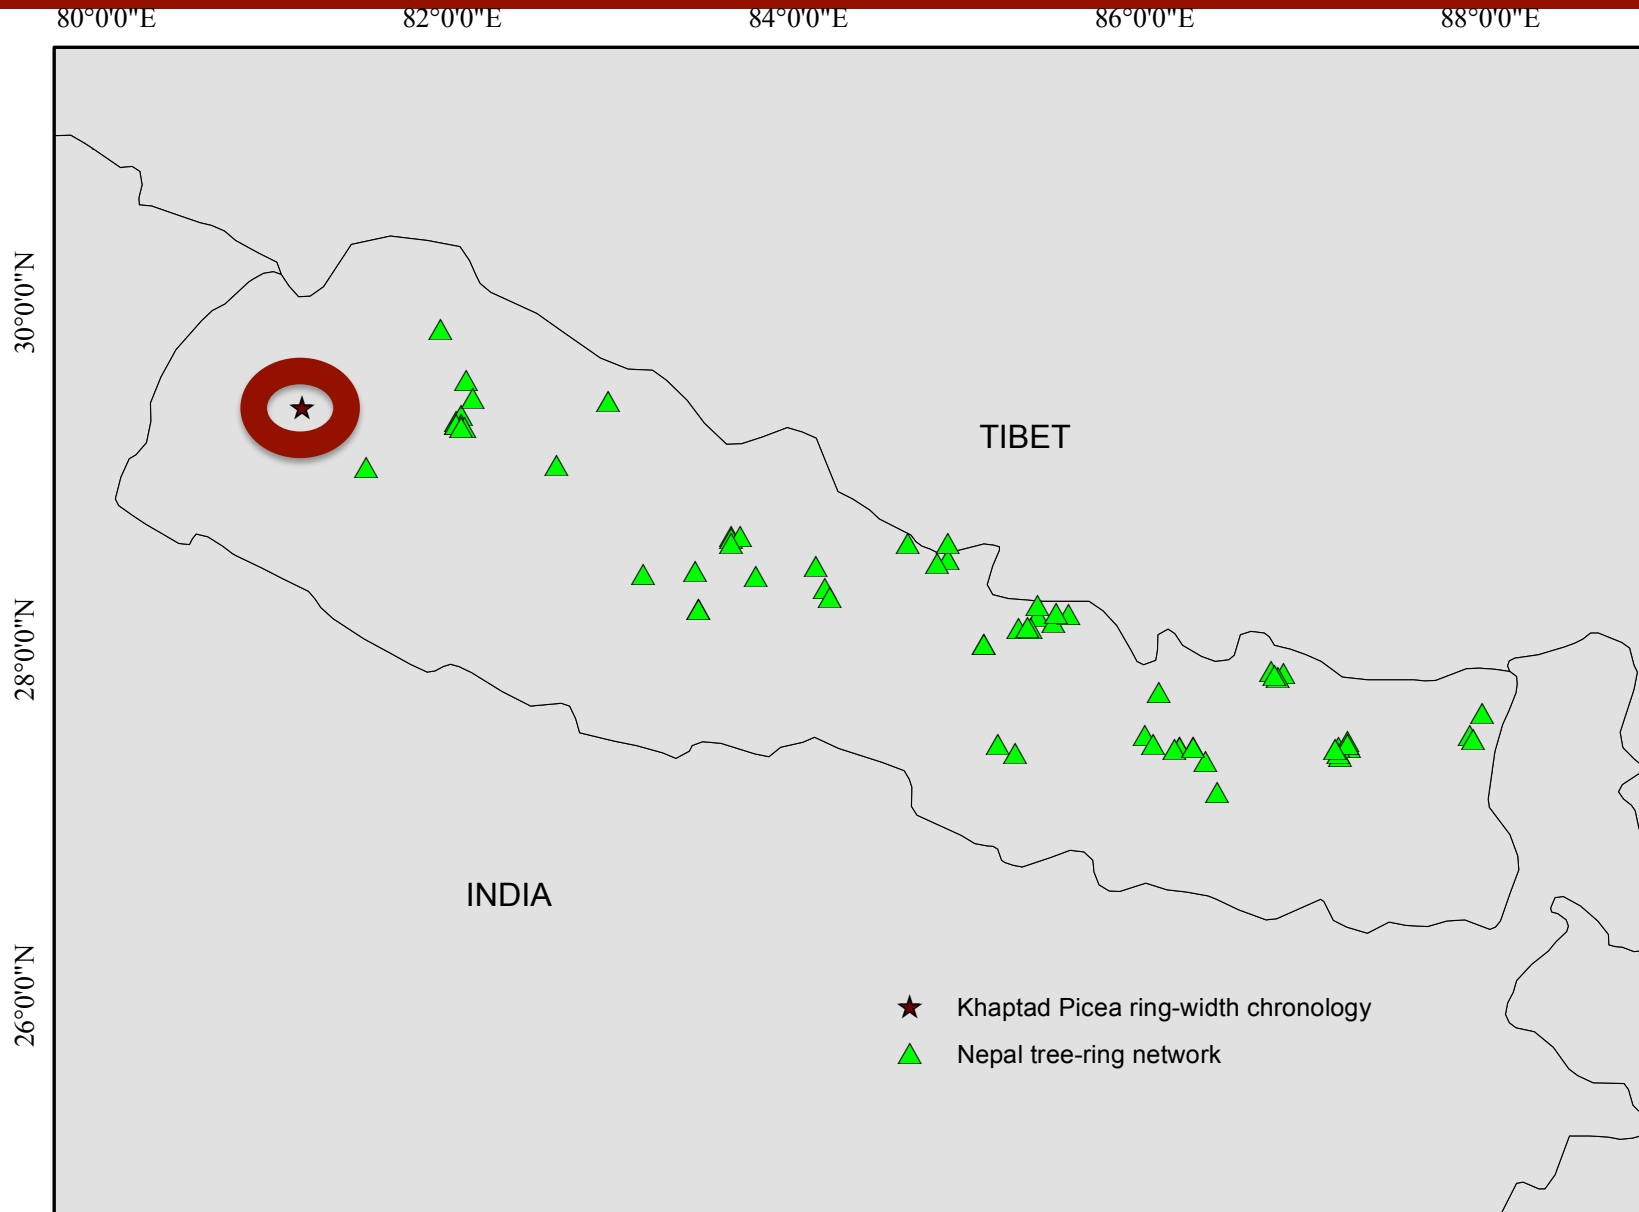 80°0'0"E
82°0'0"E
84°0'0"E
86°0'0"E
88°0'0"E
30°0'0"N
28°0'0"N
26°0'0"N
TIBET
INDIA
Khaptad Picea ring-width chronology
Nepal tree-ring network